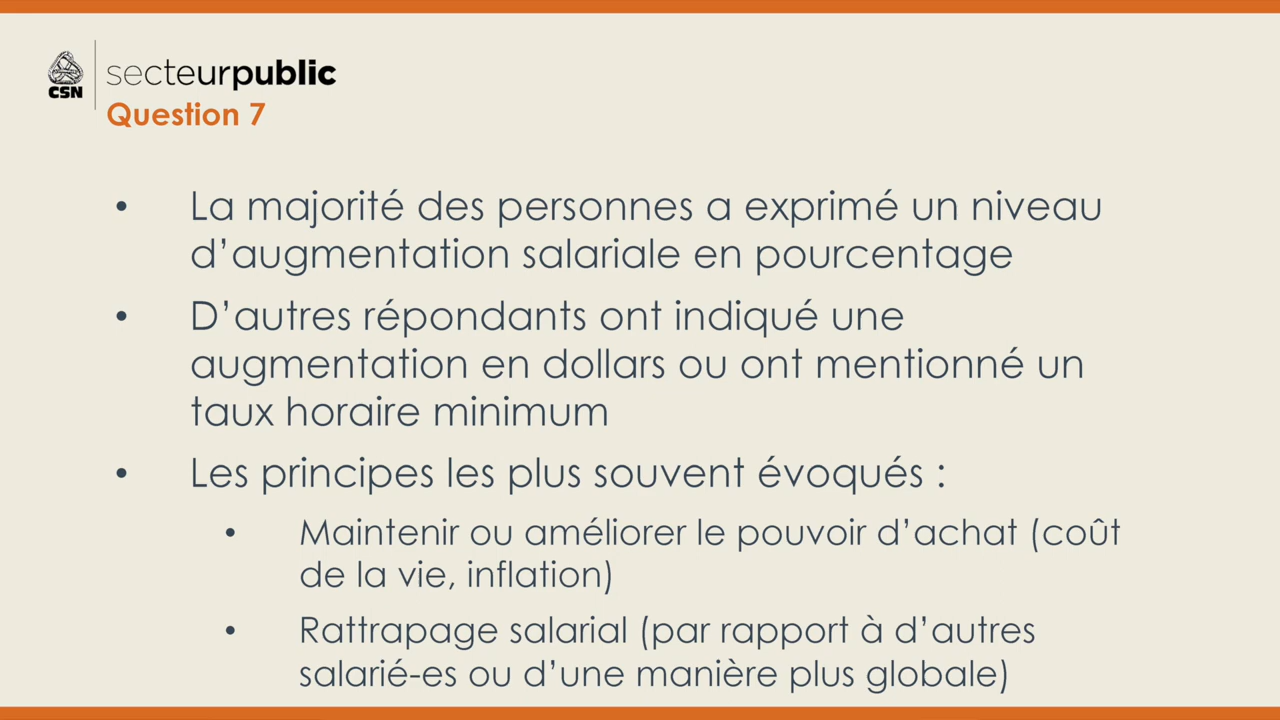 secteurpublic
CSN
Question 7
• La majorité des personnes a exprimé un niveau
d’augmentation salariale en pourcentage
• D’autres répondants ont indiqué une
augmentation en dollars ou ont mentionné un
taux horaire minimum
• Les principes les plus souvent évoqués :
• Maintenir ou améliorer le pouvoir d’achat (coût
de la vie, inflation)
• Rattrapage salarial (par rapport à d’autres
salarié-es ou d’une manière plus globale)